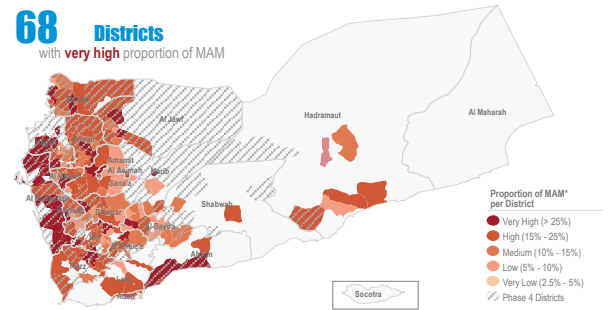 68 Districts
with very high proportion of MAM
Hadramaut
Al Maharah
Al Jawf
Amanat
Al Asimah
Marib
Sana'a
Shabwah
Dhamar
Al Bayda
Abyan
Aden
Socotra
Proportion of MAM*
per District
Very High (> 25%)
High (15% - 25%)
Medium (10% - 15%)
Low (5% - 10%)
Very Low (2.5% - 5%)
Phase 4 Districts